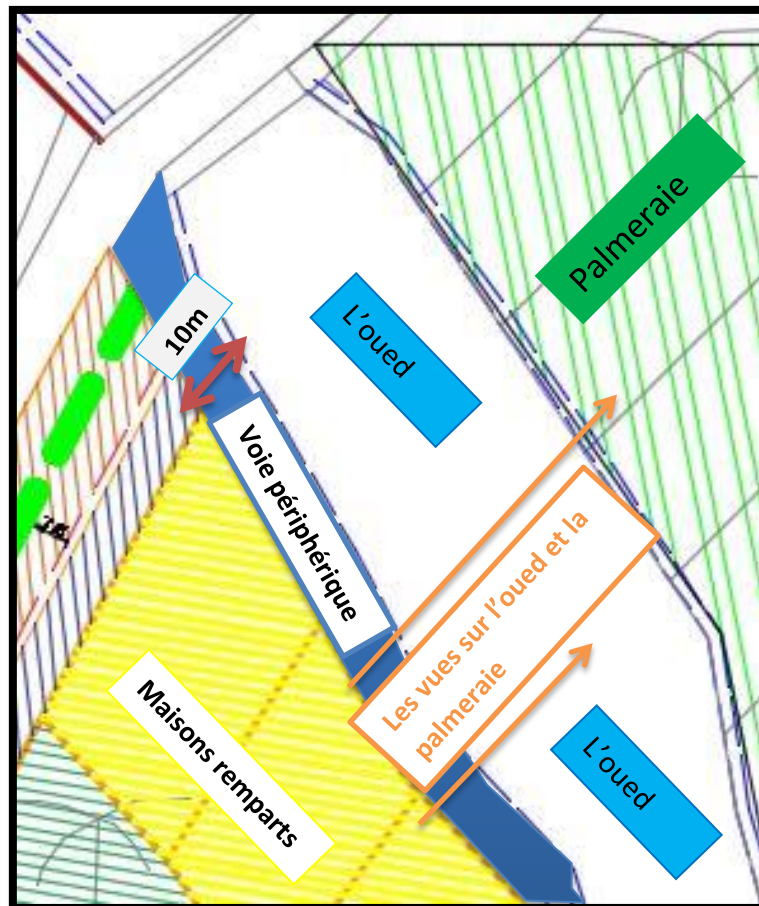 Palmeraie
L'oued
10m
Voie périphérique
Les vues sur l'oued et la
palmeraie
Maisons remparts
L'oued